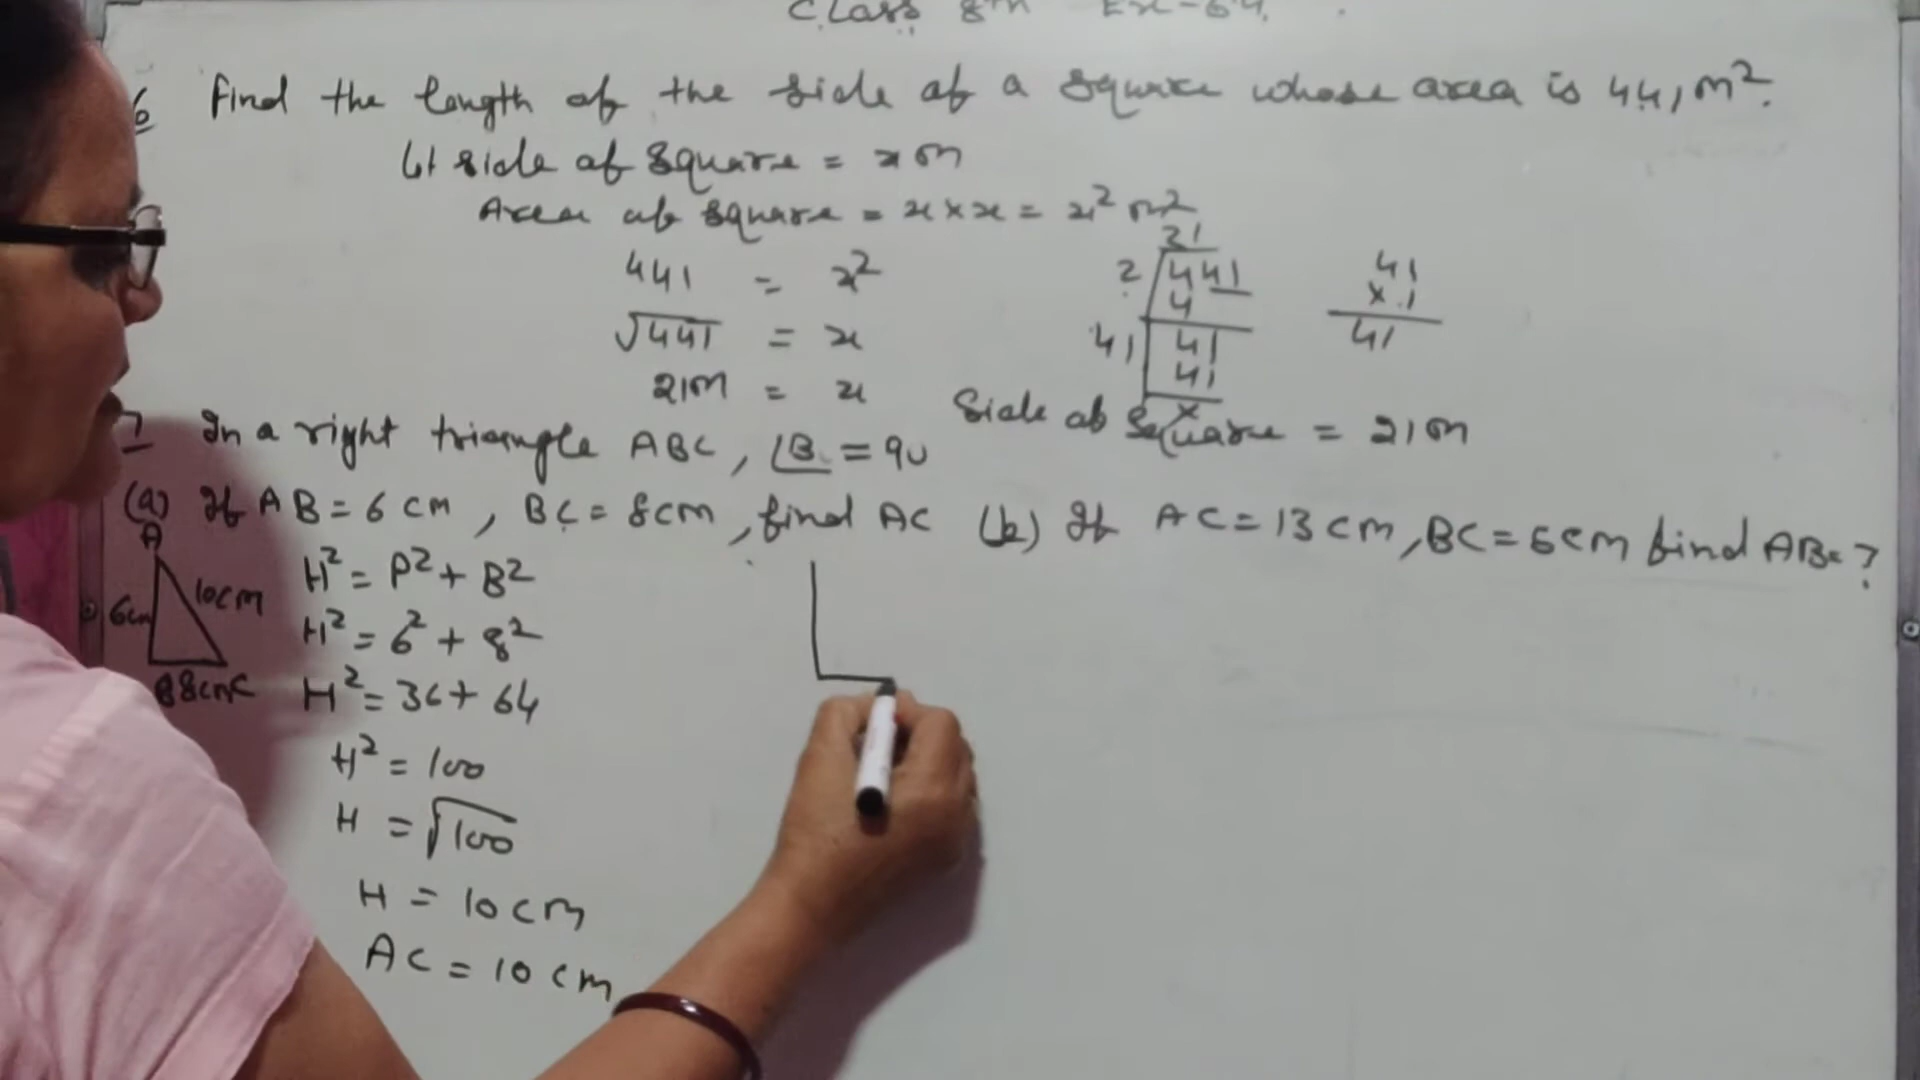 Class 8th Ex-6.4
6 Find the length of the side of a square whose area is 441 m².
let side of square = x m
Area of square = x × x = x² m²
441 = x²
√441 = x
21m = x
21
2 441
4
41 41
41
x
41
× 1
41
Side of Square = 21m
7 In a right triangle ABC, ∠B = 90
(a) If AB = 6 cm, BC = 8cm, find AC (b) If AC = 13 cm, BC = 5cm find AB = ?
A
6cm 10cm
B 8cm C
H² = P² + B²
H² = 6² + 8²
H² = 36 + 64
H² = 100
H = √100
H = 10 cm
AC = 10 cm